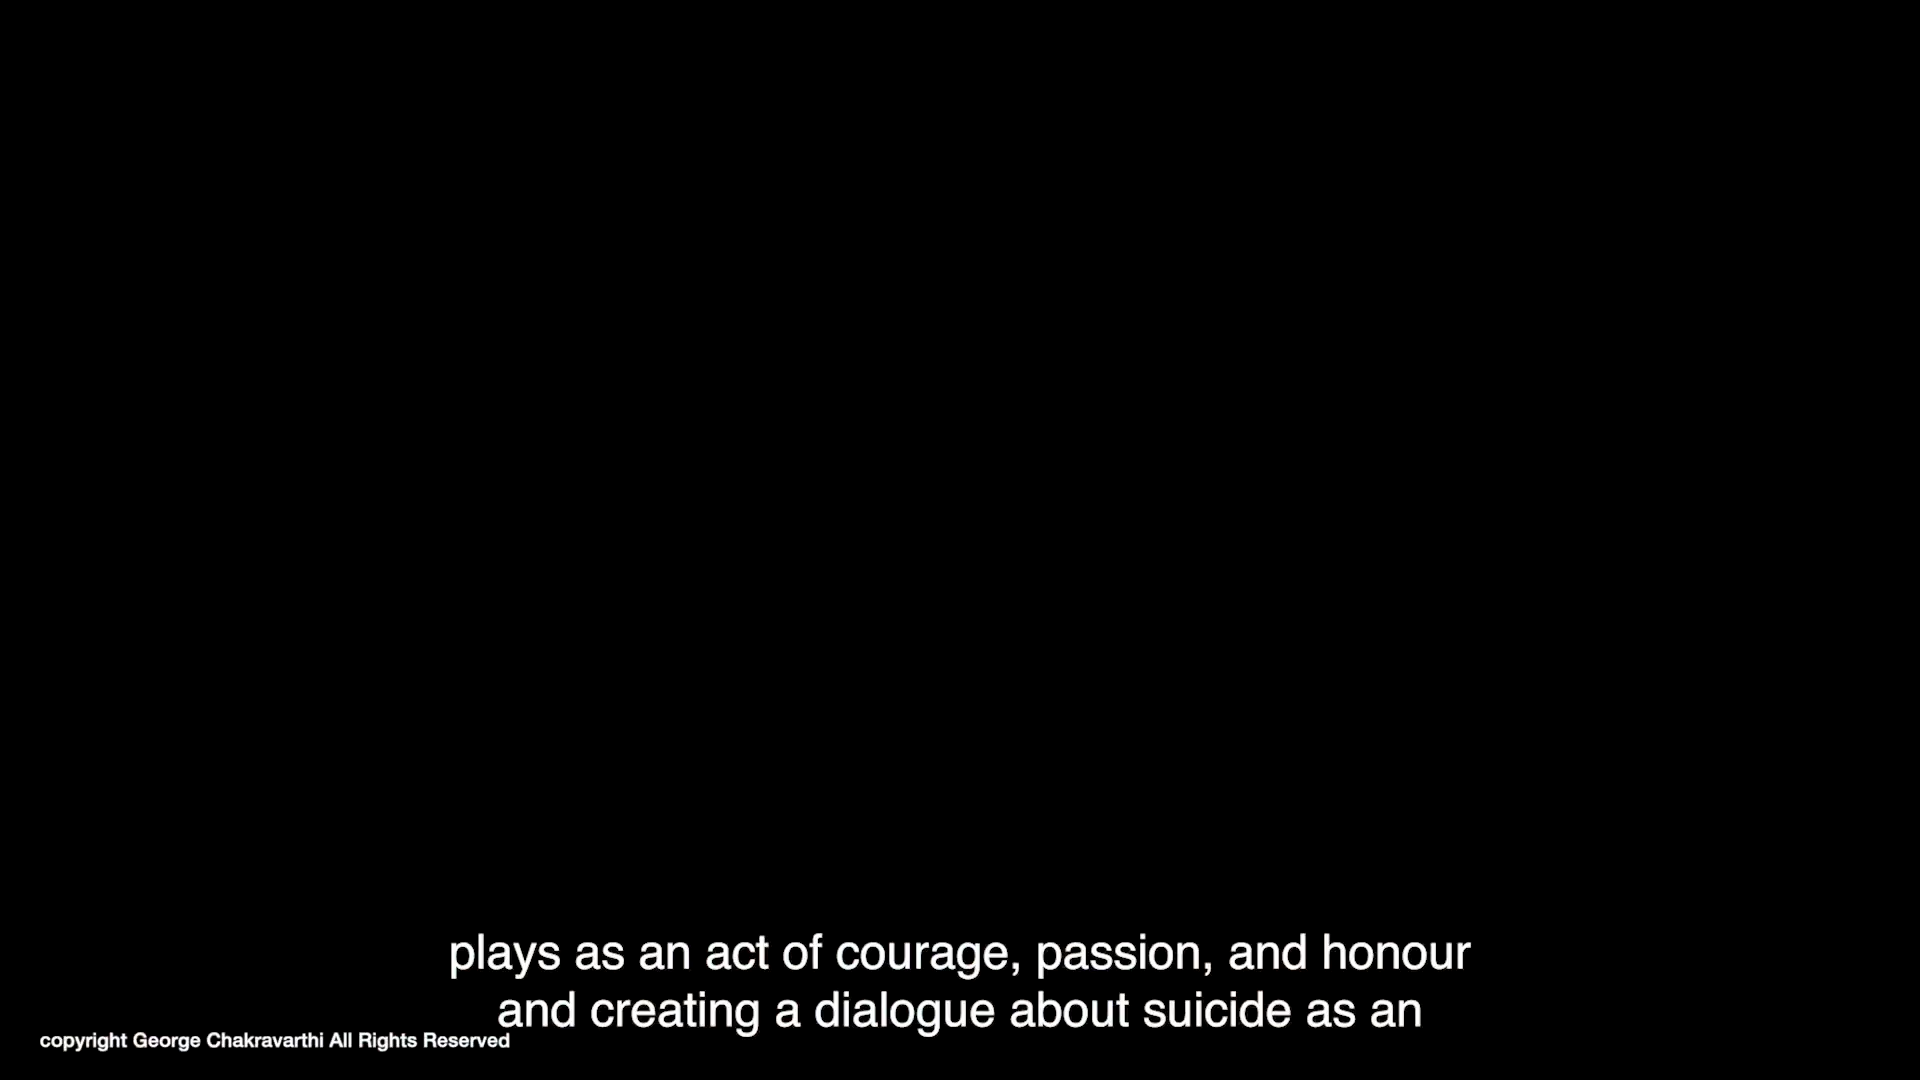 plays as an act of courage, passion, and honour
and creating a dialogue about suicide as an
copyright George Chakravarthi All Rights Reserved